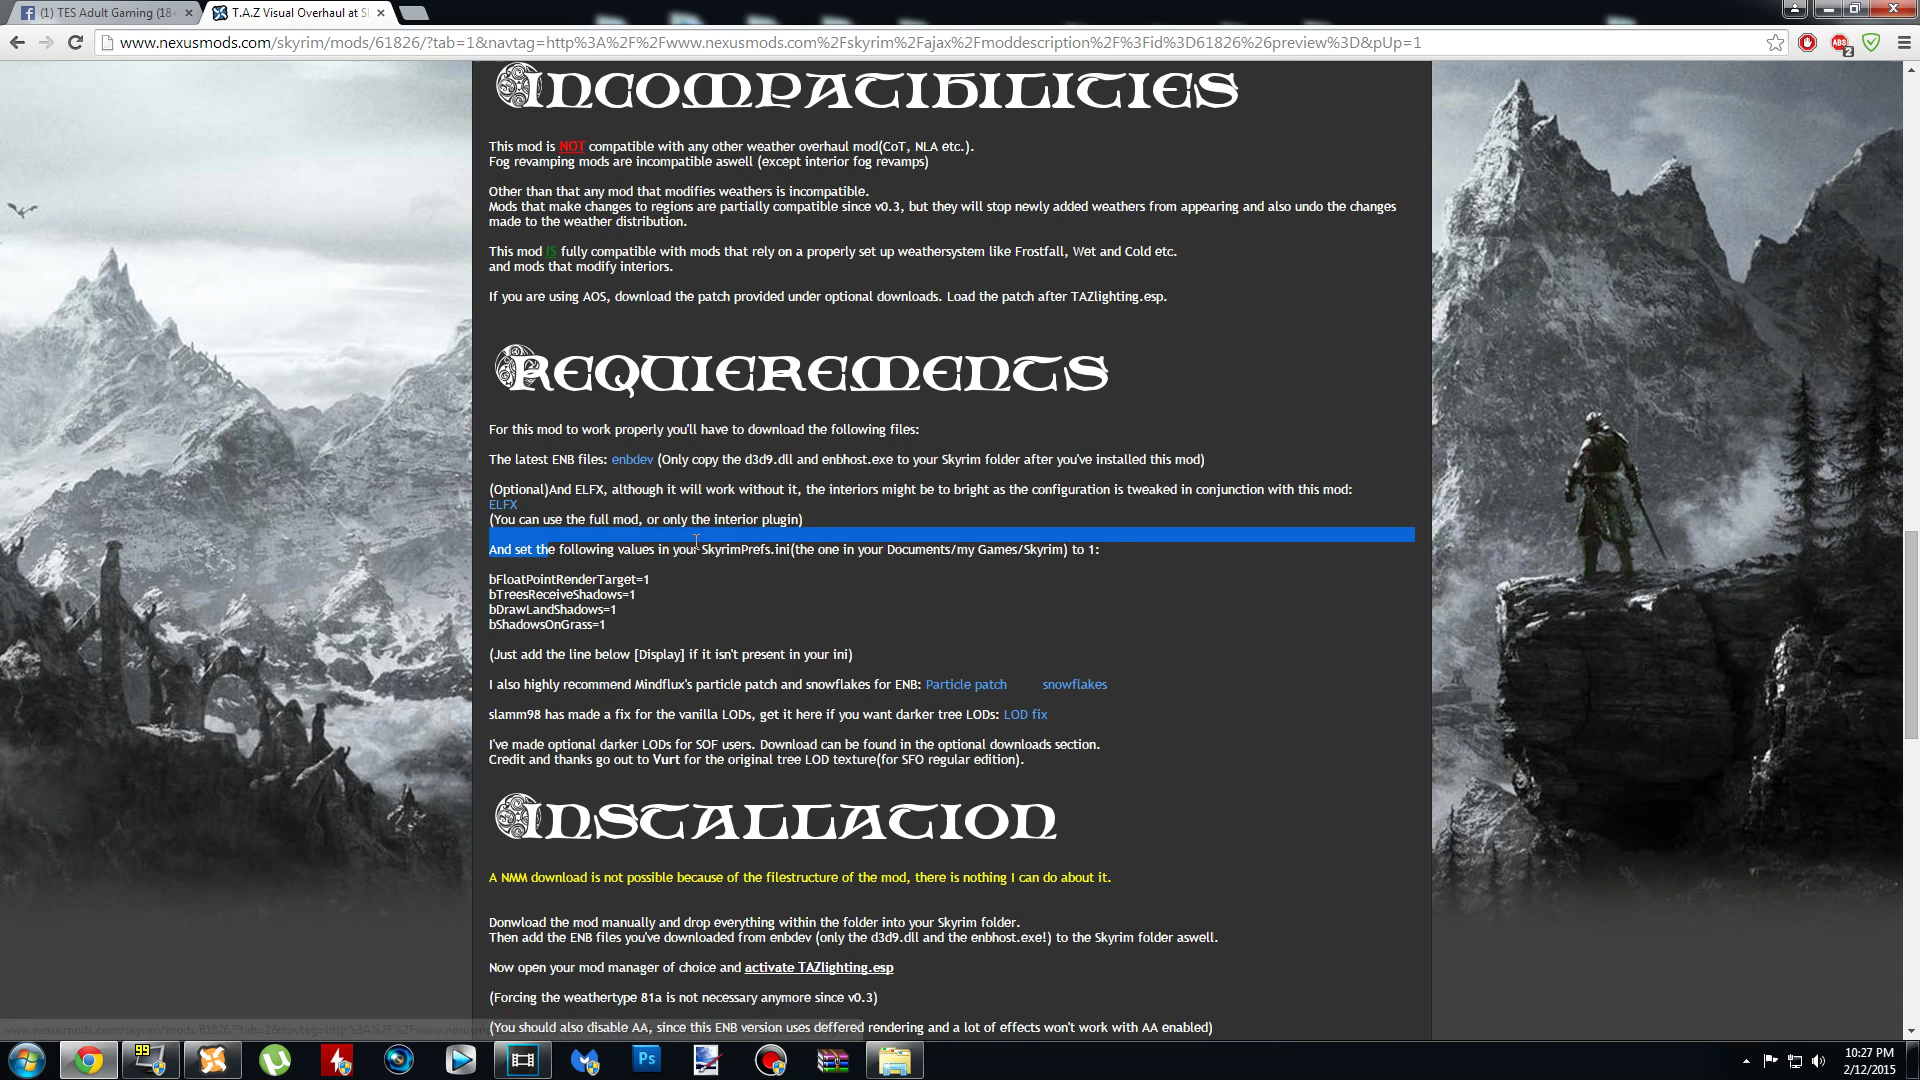 (1) TES Adult Gaming (18+
T.A.Z Visual Overhaul at S
www.nexusmods.com/skyrim/mods/61826/?tab=1&navtag=http%3A%2F%2Fwww.nexusmods.com%2Fskyrim%2Fajax%2Fmoddescription%2F%3Fid%3D61826%26preview%3D&pUp=1
ABS
2
INCOMPATIBILITIES
This mod is NOT compatible with any other weather overhaul mod(CoT, NLA etc.).
Fog revamping mods are incompatible aswell (except interior fog revamps)
Other than that any mod that modifies weathers is incompatible.
Mods that make changes to regions are partially compatible since v0.3, but they will stop newly added weathers from appearing and also undo the changes
made to the weather distribution.
This mod IS fully compatible with mods that rely on a properly set up weathersystem like Frostfall, Wet and Cold etc.
and mods that modify interiors.
If you are using AOS, download the patch provided under optional downloads. Load the patch after TAZlighting.esp.
REQUIEREMENTS
For this mod to work properly you'll have to download the following files:
The latest ENB files: enbdev (Only copy the d3d9.dll and enbhost.exe to your Skyrim folder after you've installed this mod)
(Optional)And ELFX, although it will work without it, the interiors might be to bright as the configuration is tweaked in conjunction with this mod:
ELFX
(You can use the full mod, or only the interior plugin)
And set the following values in your SkyrimPrefs.ini(the one in your Documents/my Games/Skyrim) to 1:
bFloatPointRenderTarget=1
bTreesReceiveShadows=1
bDrawLandShadows=1
bShadowsOnGrass=1
(Just add the line below [Display] if it isn't present in your ini)
I also highly recommend Mindflux's particle patch and snowflakes for ENB: Particle patch snowflakes
slamm98 has made a fix for the vanilla LODs, get it here if you want darker tree LODs: LOD fix
I've made optional darker LODs for SOF users. Download can be found in the optional downloads section.
Credit and thanks go out to Vurt for the original tree LOD texture(for SFO regular edition).
INSTALLATION
A NMM download is not possible because of the filestructure of the mod, there is nothing I can do about it.
Donwload the mod manually and drop everything within the folder into your Skyrim folder.
Then add the ENB files you've downloaded from enbdev (only the d3d9.dll and the enbhost.exe!) to the Skyrim folder aswell.
Now open your mod manager of choice and activate TAZlighting.esp
(Forcing the weathertype 81a is not necessary anymore since v0.3)
(You should also disable AA, since this ENB version uses deffered rendering and a lot of effects won't work with AA enabled)
99
Ps
10:27 PM
2/12/2015